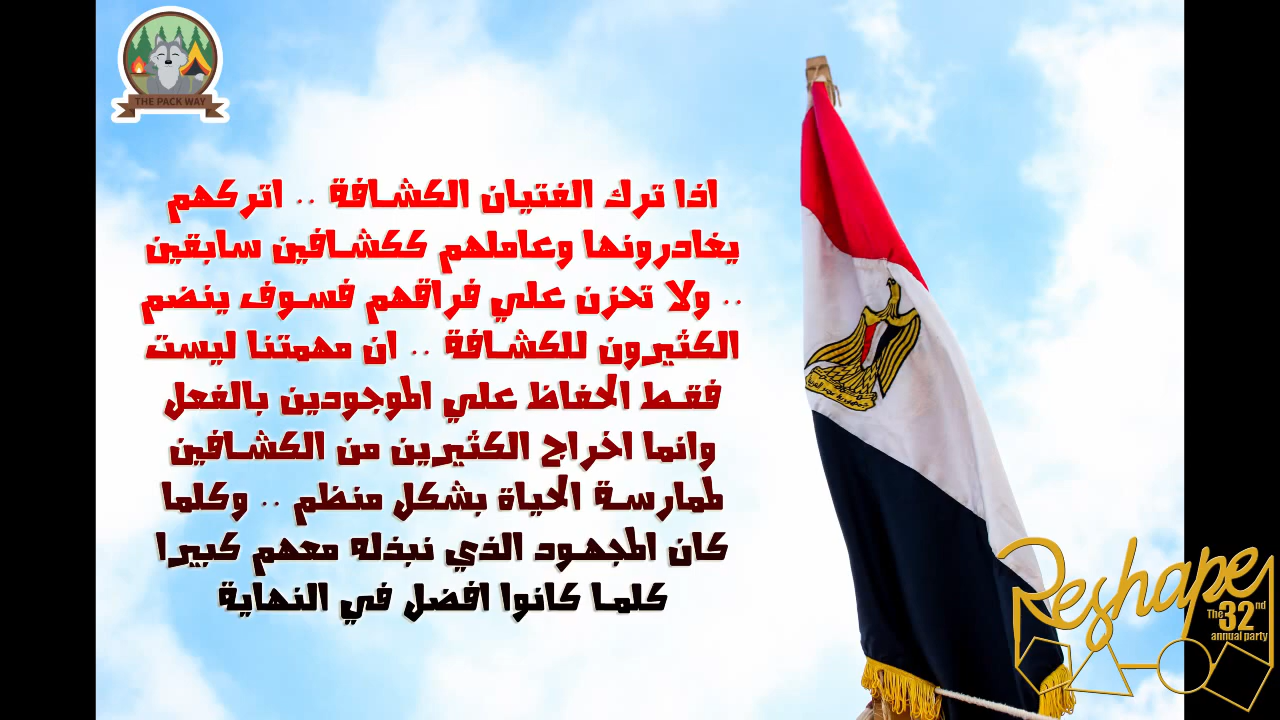 THE PACK WAY
اذا ترك الفتيان الكشافة .. اتركهم
يغادرونها وعاملهم ككشافين سابقين
.. ولا تحزن علي فراقهم فسوف ينضم
الكثيرون للكشافة .. ان مهمتنا ليست
فقط الحفاظ علي الموجودين بالفعل
وانما اخراج الكثيرين من الكشافين
لممارسة الحياة بشكل منظم .. وكلما
كان المجهود الذي نبذله معهم كبيرا
كلما كانوا افضل في النهاية
Reshape
The 32nd
annual party